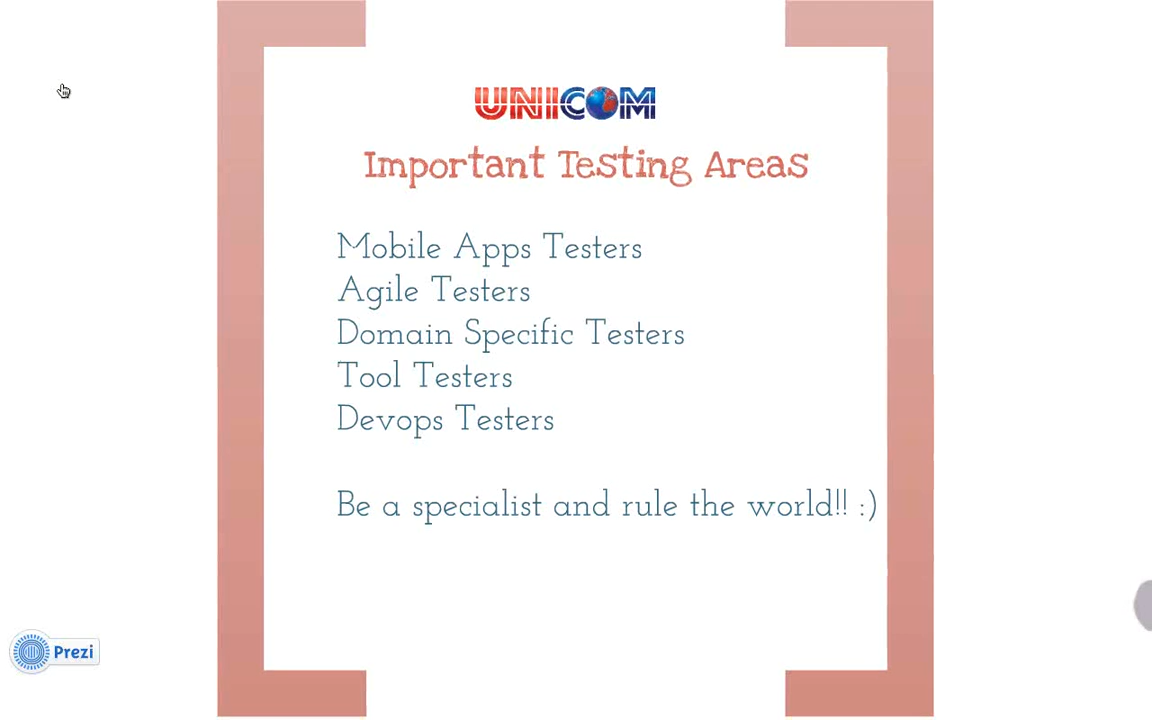 UNICOM
Important Testing Areas
Mobile Apps Testers
Agile Testers
Domain Specific Testers
Tool Testers
Devops Testers
Be a specialist and rule the world!! :)
Prezi